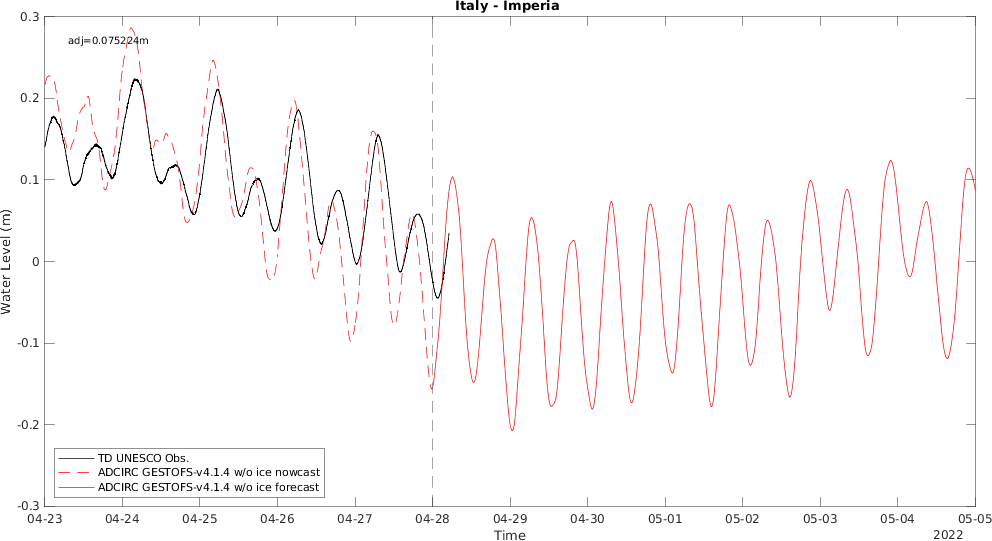 Italy - Imperia
adj=0.075224m
0.3
0.2
0.1
0
-0.1
-0.2
-0.3
Water Level (m)
TD UNESCO Obs.
ADCIRC GESTOFS-v4.1.4 w/o ice nowcast
ADCIRC GESTOFS-v4.1.4 w/o ice forecast
04-23 04-24 04-25 04-26 04-27 04-28 04-29 04-30 05-01 05-02 05-03 05-04 05-05
Time
2022